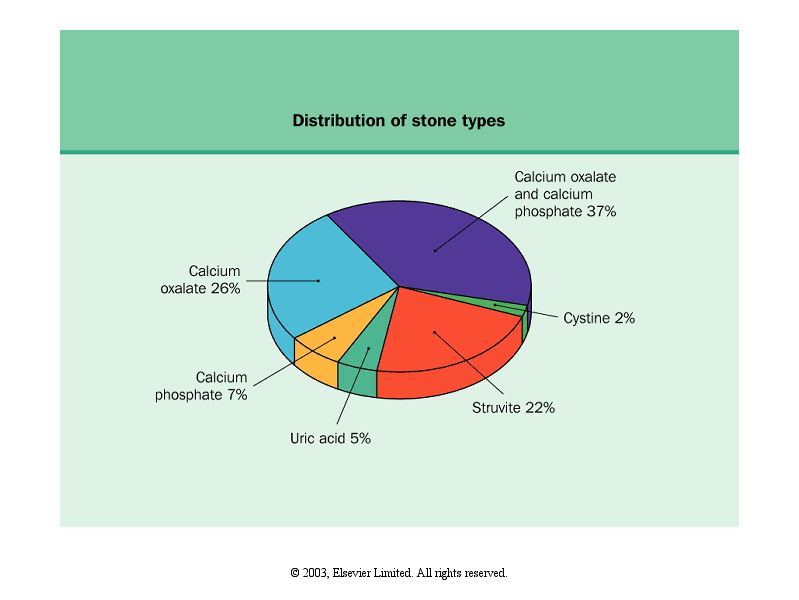 Distribution of stone types
Calcium oxalate
and calcium
phosphate 37%
Calcium
oxalate 26%
Cystine 2%
Calcium
phosphate 7%
Struvite 22%
Uric acid 5%
© 2003, Elsevier Limited. All rights reserved.